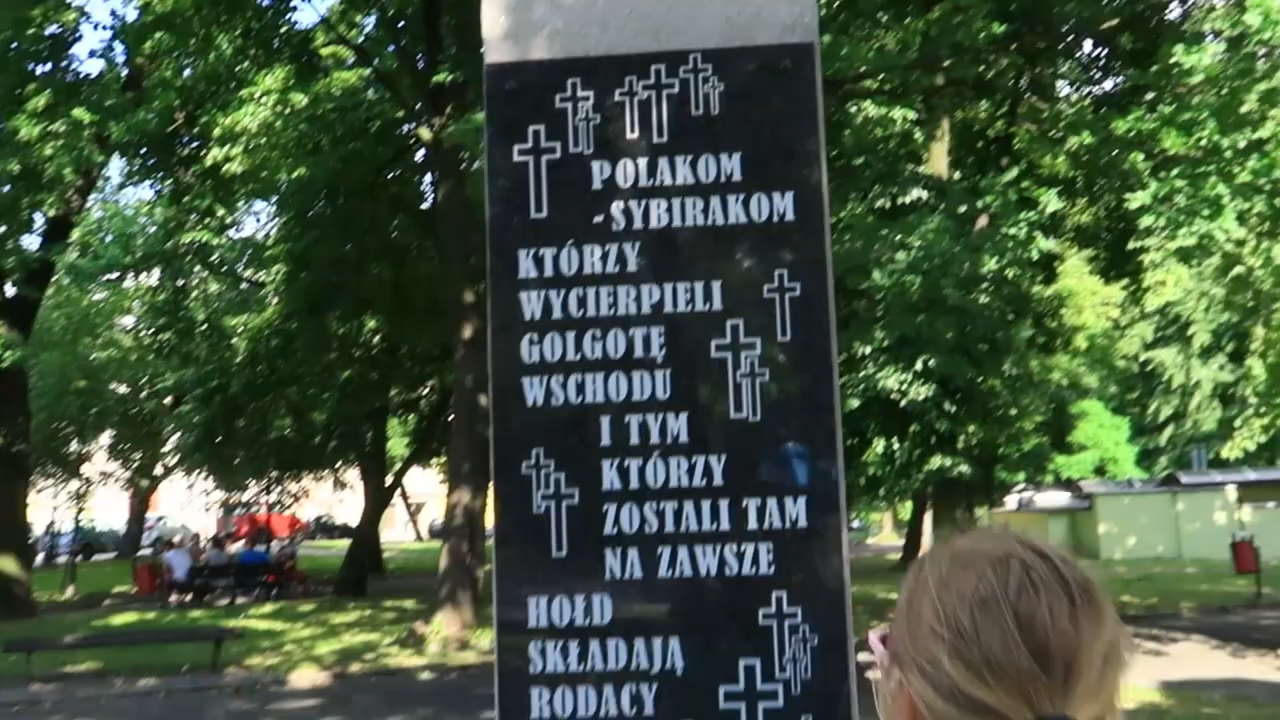 POLAKOM
-SYBIRAKOM
KTÓRZY
WYCIERPIELI
GOLGOTĘ
WSCHODU
I TYM
KTÓRZY
ZOSTALI TAM
NA ZAWSZE
HOŁD
SKŁADAJĄ
RODACY